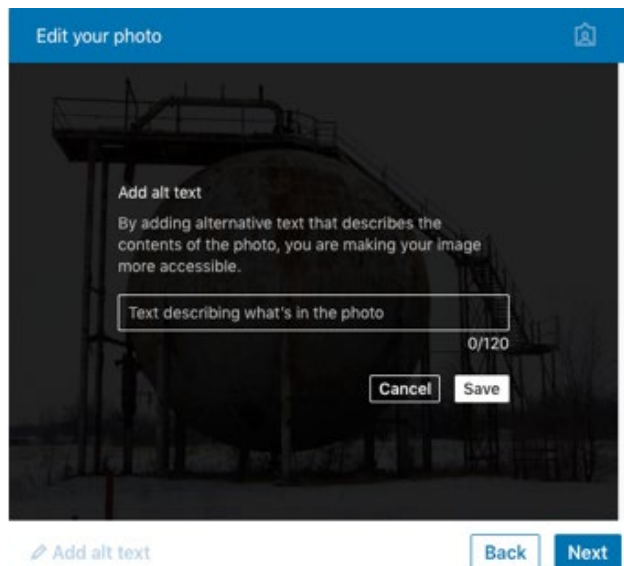 Edit your photo
Add alt text
By adding alternative text that describes the
contents of the photo, you are making your image
more accessible.
Text describing what's in the photo
0/120
Cancel Save
Add alt text Back Next